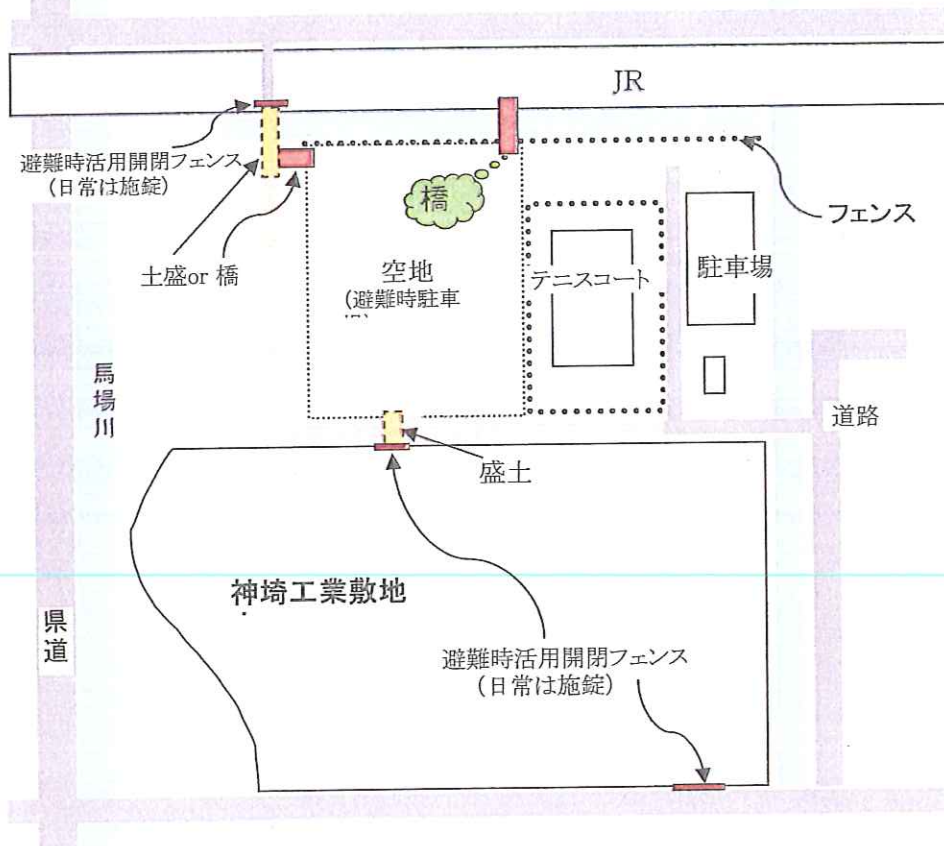 JR
避難時活用開閉フェンス
(日常は施錠)
橋
フェンス
土盛or 橋
空地
(避難時駐車
テニスコート
駐車場
馬場川
道路
盛土
神埼工業敷地
県道
避難時活用開閉フェンス
(日常は施錠)